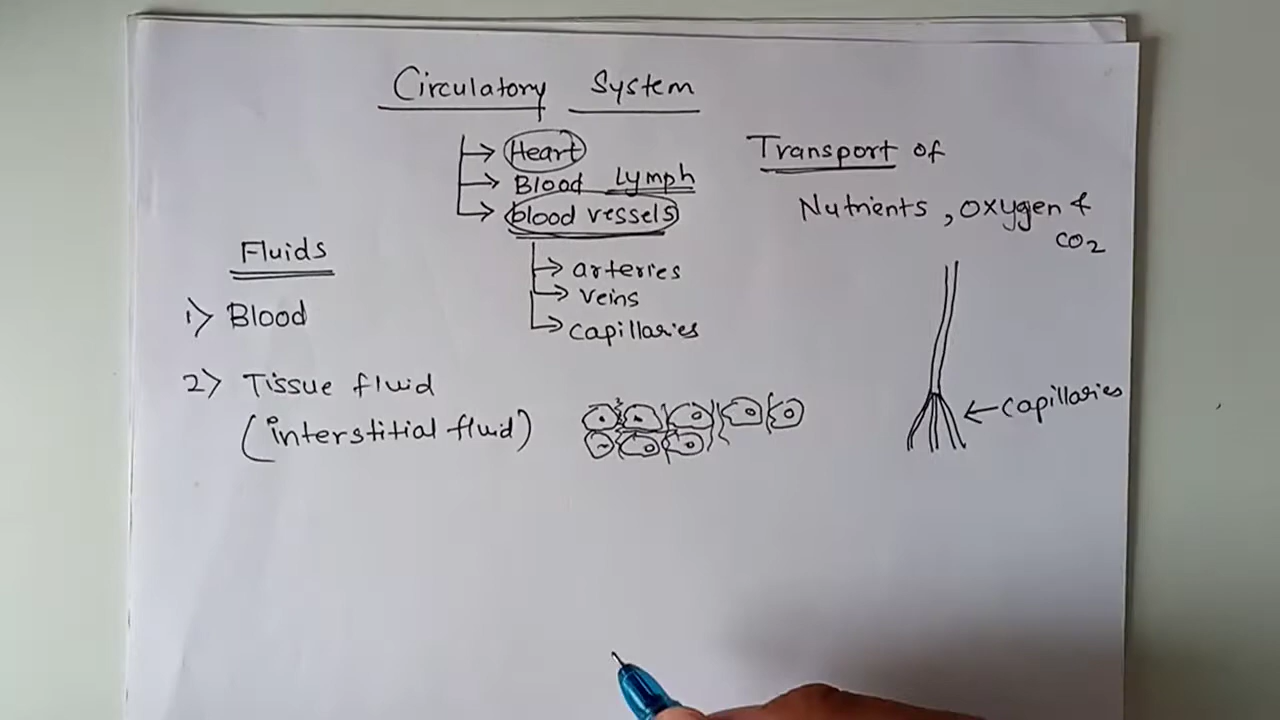 Circulatory System
→ Heart
→ Blood Lymph
→ blood vessels
→ arteries
→ veins
→ capillaries
Transport of
Nutrients, oxygen &
CO2
Fluids
1) Blood
2) Tissue fluid
(interstitial fluid)
← capillaries